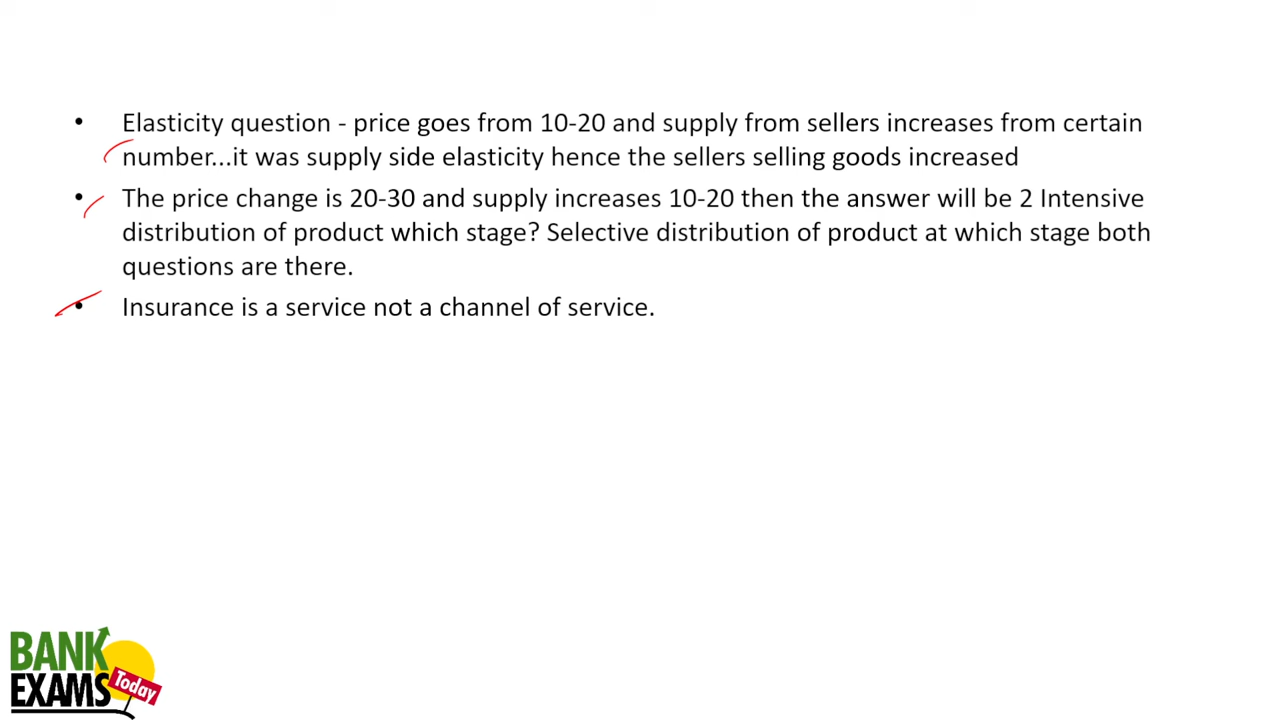 • Elasticity question - price goes from 10-20 and supply from sellers increases from certain
number...it was supply side elasticity hence the sellers selling goods increased
• The price change is 20-30 and supply increases 10-20 then the answer will be 2 Intensive
distribution of product which stage? Selective distribution of product at which stage both
questions are there.
• Insurance is a service not a channel of service.
BANK
EXAMS
Today